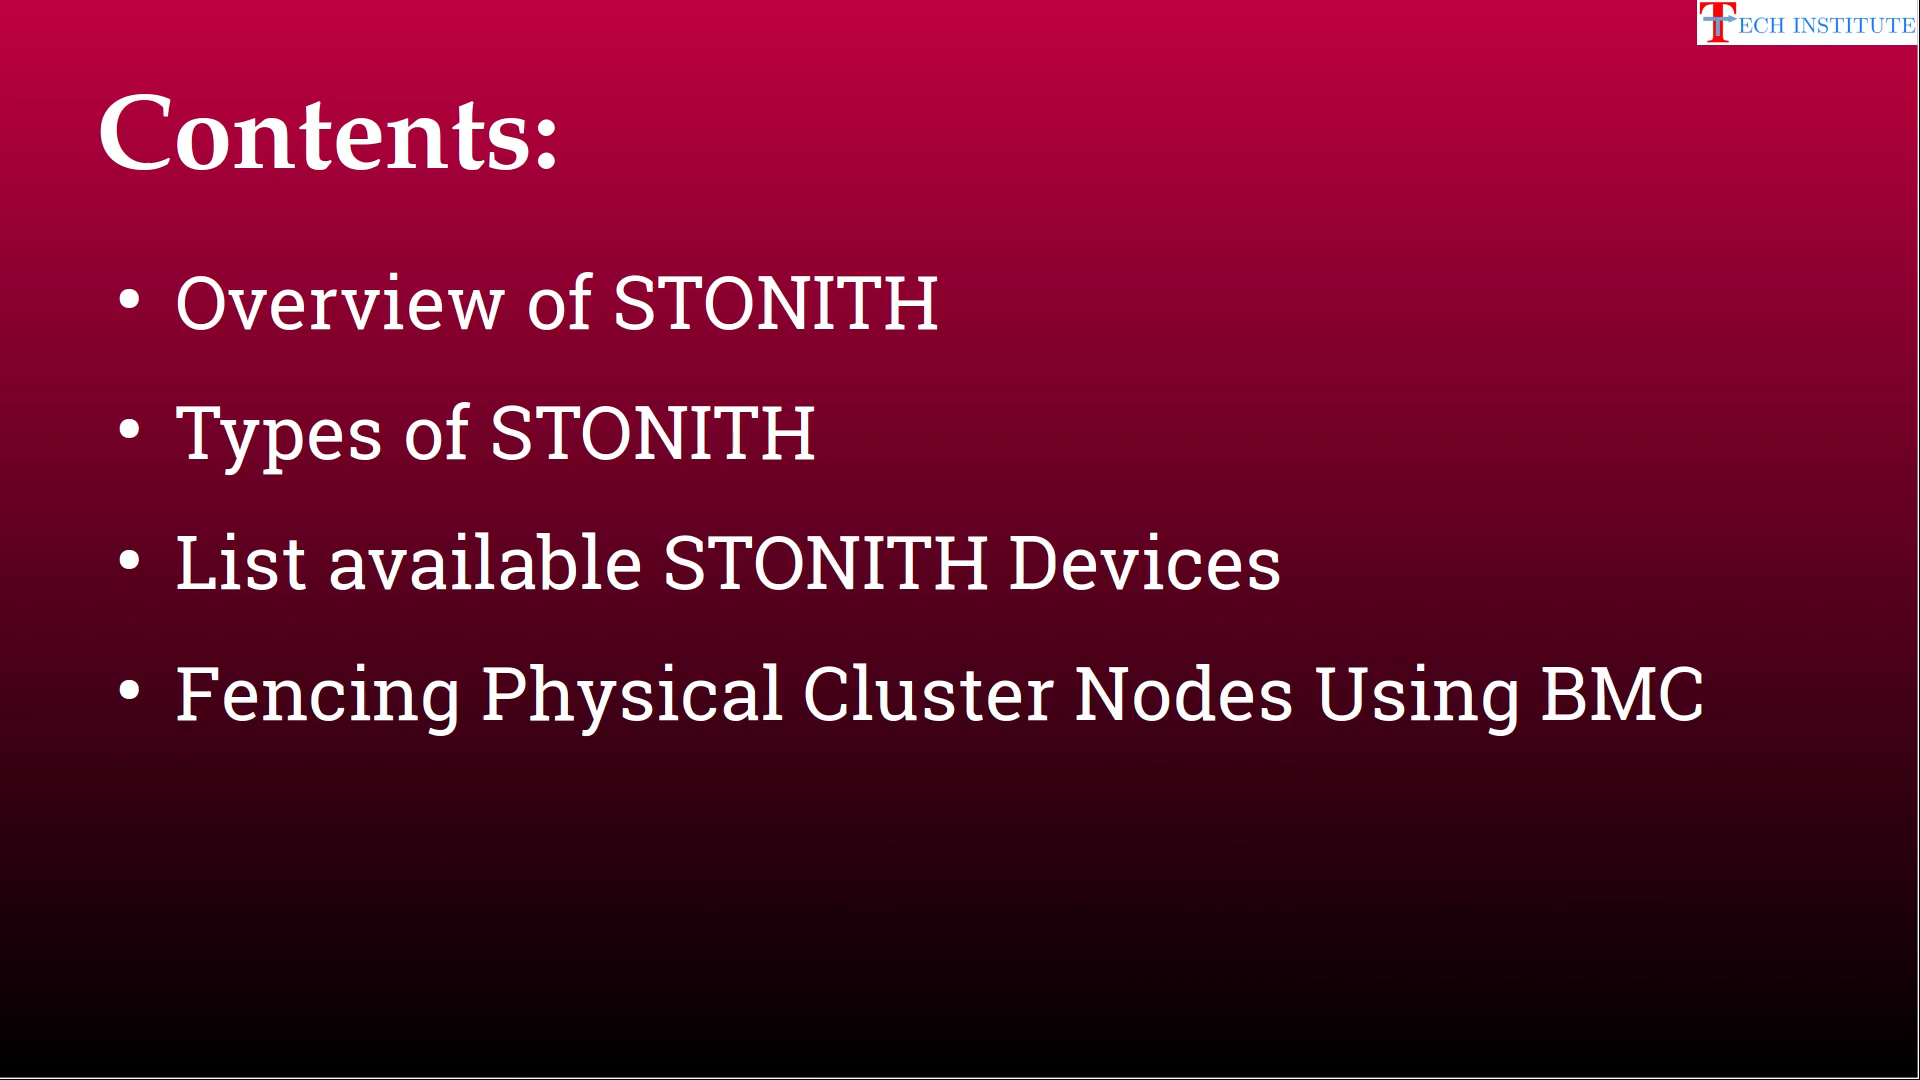 TECH INSTITUTE
Contents:
• Overview of STONITH
• Types of STONITH
• List available STONITH Devices
• Fencing Physical Cluster Nodes Using BMC